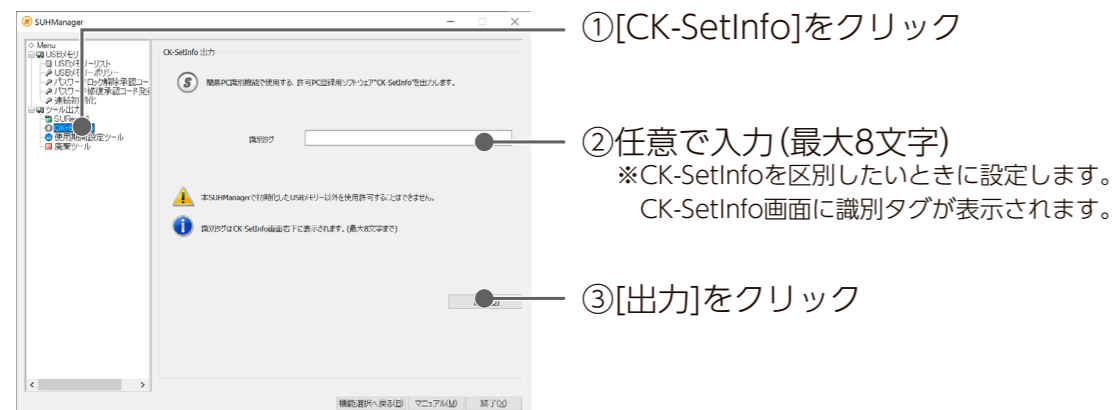 SUHManager
Menu
USBメモリ
USBメモリーリスト
USBメモリーポリシー
パスワードロック解除承認コー
パスワード修復承認コード発行
連続初期化
ツール出力
使用期間設定ツール
廃棄ツール
CK-SetInfo 出力
簡易PC識別機能で使用する、許可PC登録用ソフトウェア"CK-SetInfo"を出力します。
識別タグ
本SUHManagerで初期化したUSBメモリー以外を使用許可することはできません。
識別タグはCK-SetInfo画面右下に表示されます。(最大8文字まで)
機能選択へ戻る(B)
マニュアル(M)
終了(X)
①[CK-SetInfo]をクリック
②任意で入力(最大8文字)
※CK-SetInfoを区別したいときに設定します。
CK-SetInfo画面に識別タグが表示されます。
③[出力]をクリック